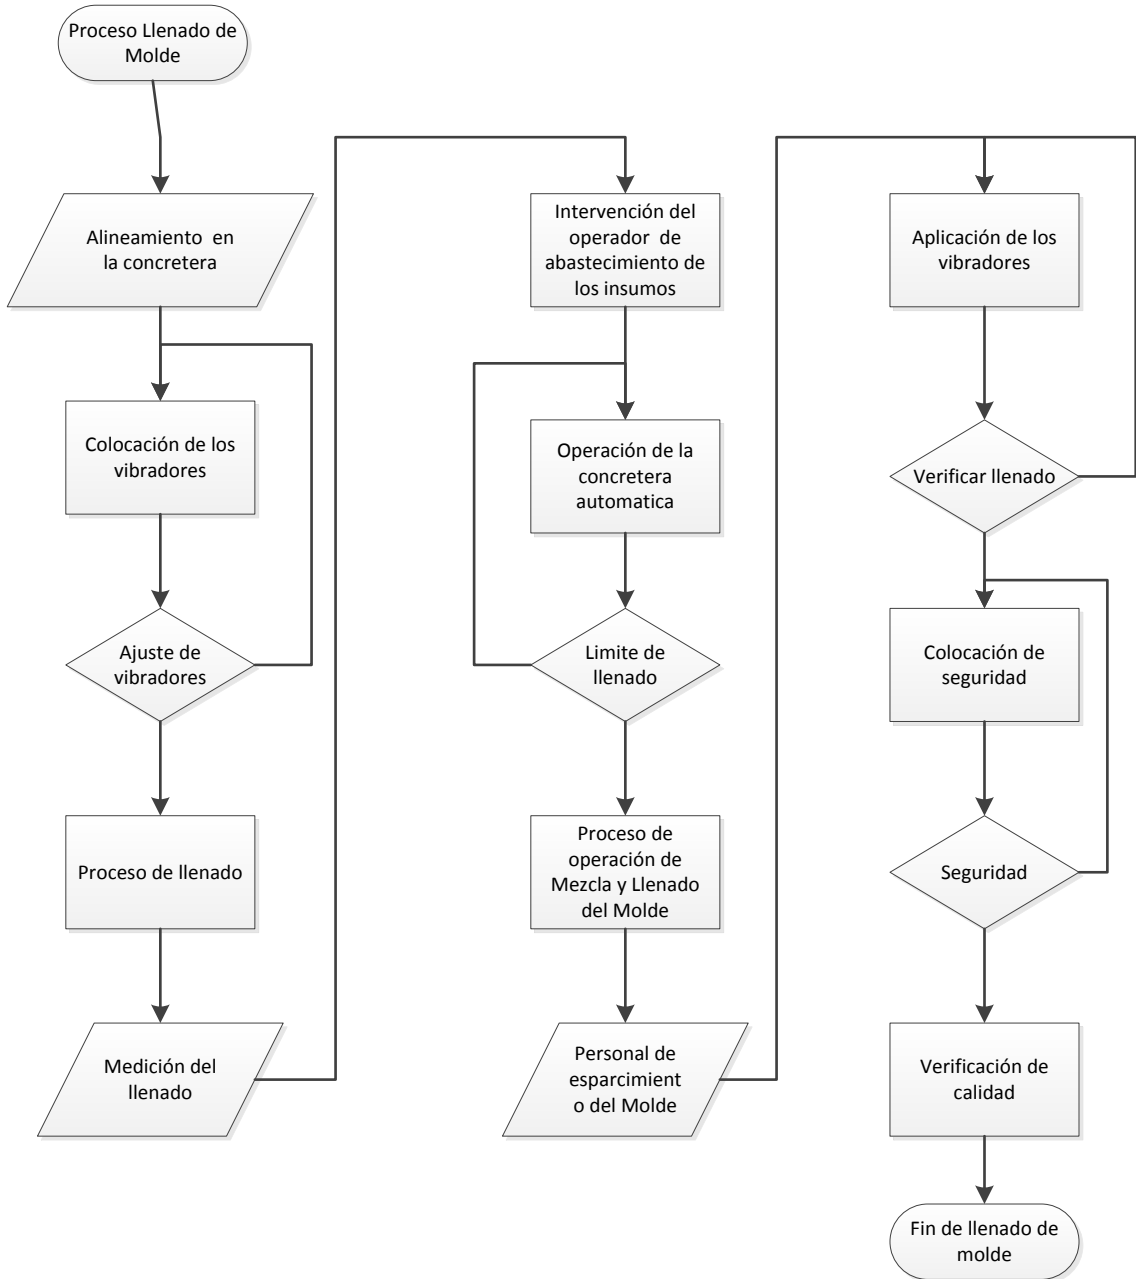 Proceso Llenado de
Molde
Alineamiento en
la concretera
Colocación de los
vibradores
Ajuste de
vibradores
Proceso de llenado
Medición del
llenado
Intervención del
operador de
abastecimiento de
los insumos
Operación de la
concretera
automatica
Limite de
llenado
Proceso de
operación de
Mezcla y Llenado
del Molde
Personal de
esparcimient
o del Molde
Aplicación de los
vibradores
Verificar llenado
Colocación de
seguridad
Seguridad
Verificación de
calidad
Fin de llenado de
molde